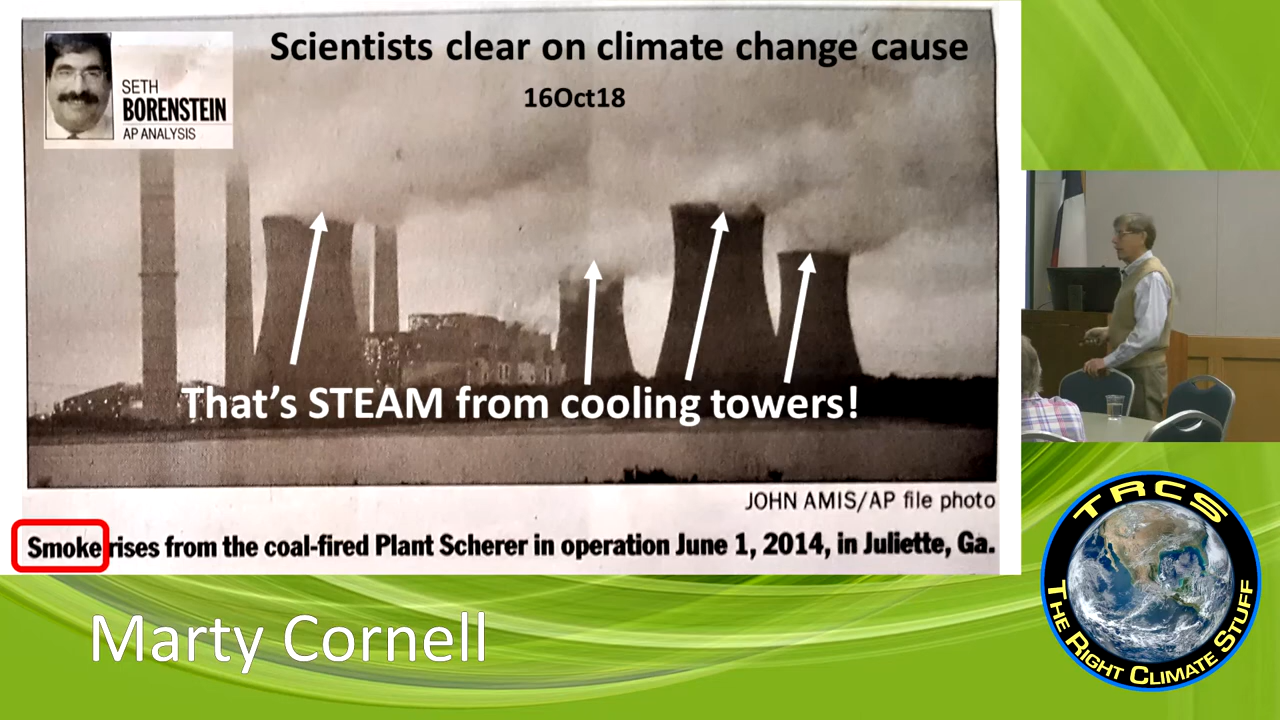 Scientists clear on climate change cause
16Oct18
SETH
BORENSTEIN
AP ANALYSIS
That's STEAM from cooling towers!
JOHN AMIS/AP file photo
Smoke rises from the coal-fired Plant Scherer in operation June 1, 2014, in Juliette, Ga.
Marty Cornell
TRCS
THE RIGHT CLIMATE STUFF